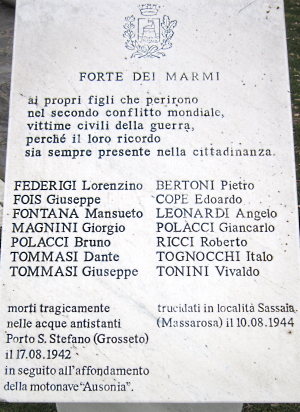 FORTE DEI MARMI
ai propri figli che perirono
nel secondo conflitto mondiale,
vittime civili della guerra,
perché il loro ricordo
sia sempre presente nella cittadinanza.
FEDERIGI Lorenzino
FOIS Giuseppe
FONTANA Mansueto
MAGNINI Giorgio
POLACCI Bruno
TOMMASI Dante
TOMMASI Giuseppe
morti tragicamente
nelle acque antistanti
Porto S. Stefano (Grosseto)
il 17.08.1942
in seguito all'affondamento
della motonave "Ausonia".
BERTONI Pietro
COPE Edoardo
LEONARDI Angelo
POLACCI Giancarlo
RICCI Roberto
TOGNOCCHI Italo
TONINI Vivaldo
trucidati in località Sassaia
(Massarosa) il 10.08.1944